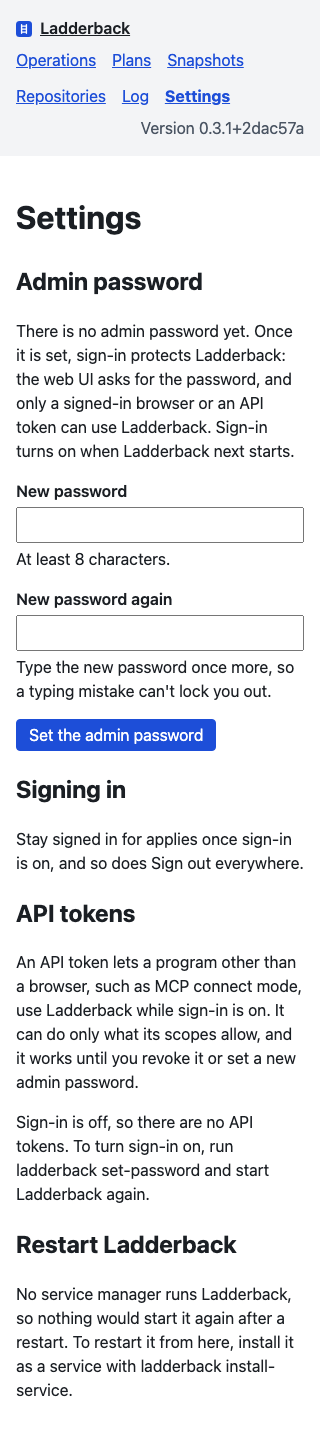 Ladderback
Operations Plans Snapshots
Repositories Log Settings
Version 0.3.1+2dac57a
Settings
Admin password
There is no admin password yet. Once
it is set, sign-in protects Ladderback:
the web UI asks for the password, and
only a signed-in browser or an API
token can use Ladderback. Sign-in
turns on when Ladderback next starts.
New password
At least 8 characters.
New password again
Type the new password once more, so
a typing mistake can't lock you out.
Set the admin password
Signing in
Stay signed in for applies once sign-in
is on, and so does Sign out everywhere.
API tokens
An API token lets a program other than
a browser, such as MCP connect mode,
use Ladderback while sign-in is on. It
can do only what its scopes allow, and
it works until you revoke it or set a new
admin password.
Sign-in is off, so there are no API
tokens. To turn sign-in on, run
ladderback set-password and start
Ladderback again.
Restart Ladderback
No service manager runs Ladderback,
so nothing would start it again after a
restart. To restart it from here, install it
as a service with ladderback install-
service.